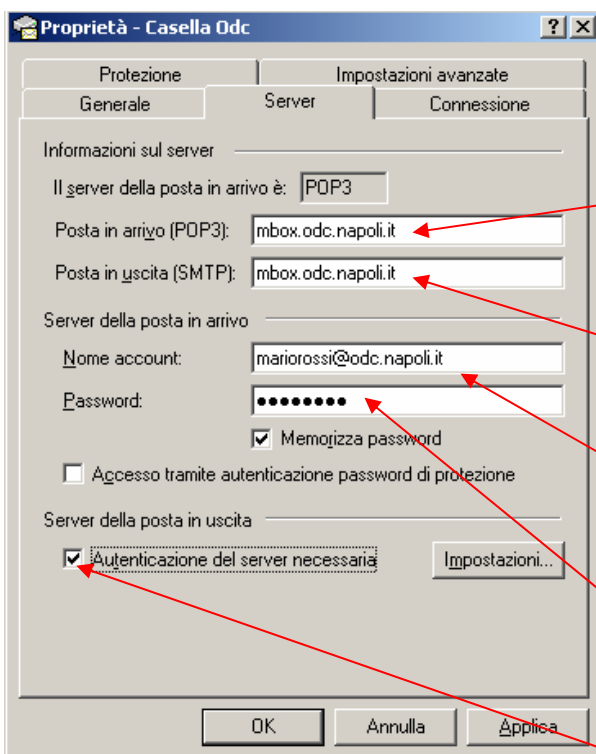 Proprietà - Casella Odc
Protezione Impostazioni avanzate
Generale Server Connessione
Informazioni sul server
Il server della posta in arrivo è: POP3
Posta in arrivo (POP3): mbox.odc.napoli.it
Posta in uscita (SMTP): mbox.odc.napoli.it
Server della posta in arrivo
Nome account: mariorossi@odc.napoli.it
Password: ●●●●●●●●
Memorizza password
Accesso tramite autenticazione password di protezione
Server della posta in uscita
Autenticazione del server necessaria Impostazioni...
OK Annulla Applica